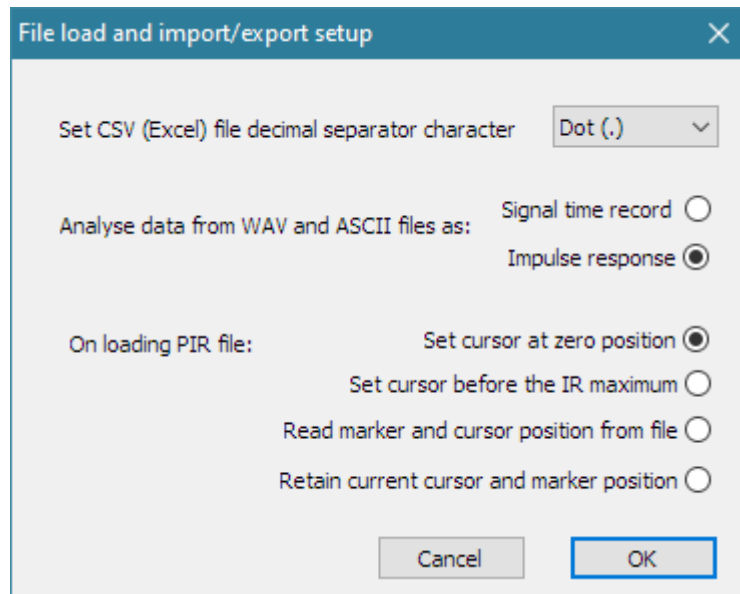 File load and import/export setup
Set CSV (Excel) file decimal separator character Dot (.)
Signal time record
Analyse data from WAV and ASCII files as:
Impulse response
On loading PIR file: Set cursor at zero position
Set cursor before the IR maximum
Read marker and cursor position from file
Retain current cursor and marker position
Cancel OK